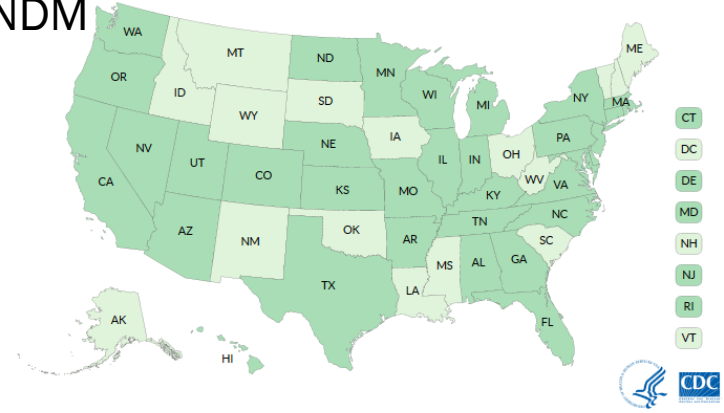 NDM
WA
MT
ND
MN
ME
OR
ID
SD
WI
MI
NY
MA
WY
CT
NV
UT
NE
IA
IL
IN
OH
PA
DC
CA
CO
KS
MO
KY
WV
VA
DE
AZ
NM
OK
AR
TN
NC
MD
TX
LA
MS
AL
GA
SC
NH
AK
HI
FL
NJ
RI
VT
CDC